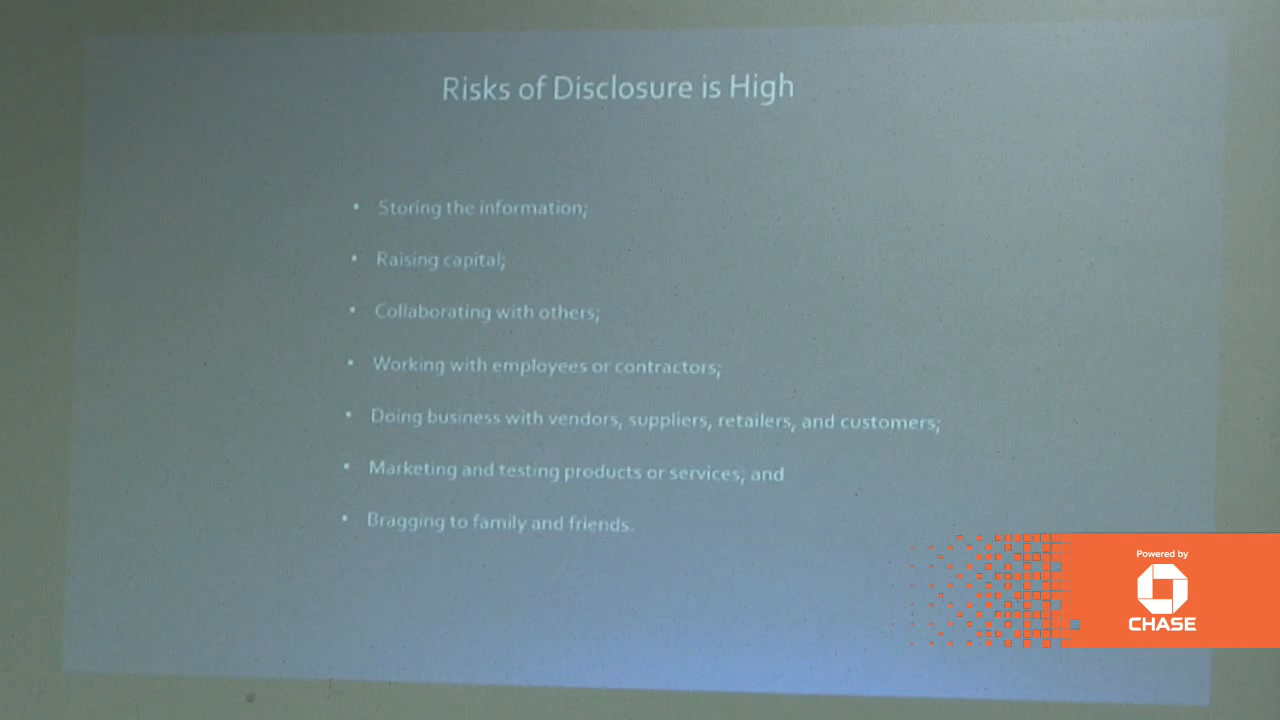 Risks of Disclosure is High
• Storing the information;
• Raising capital;
• Collaborating with others;
• Working with employees or contractors;
• Doing business with vendors, suppliers, retailers, and customers;
• Marketing and testing products or services; and
• Bragging to family and friends.
Powered by
CHASE